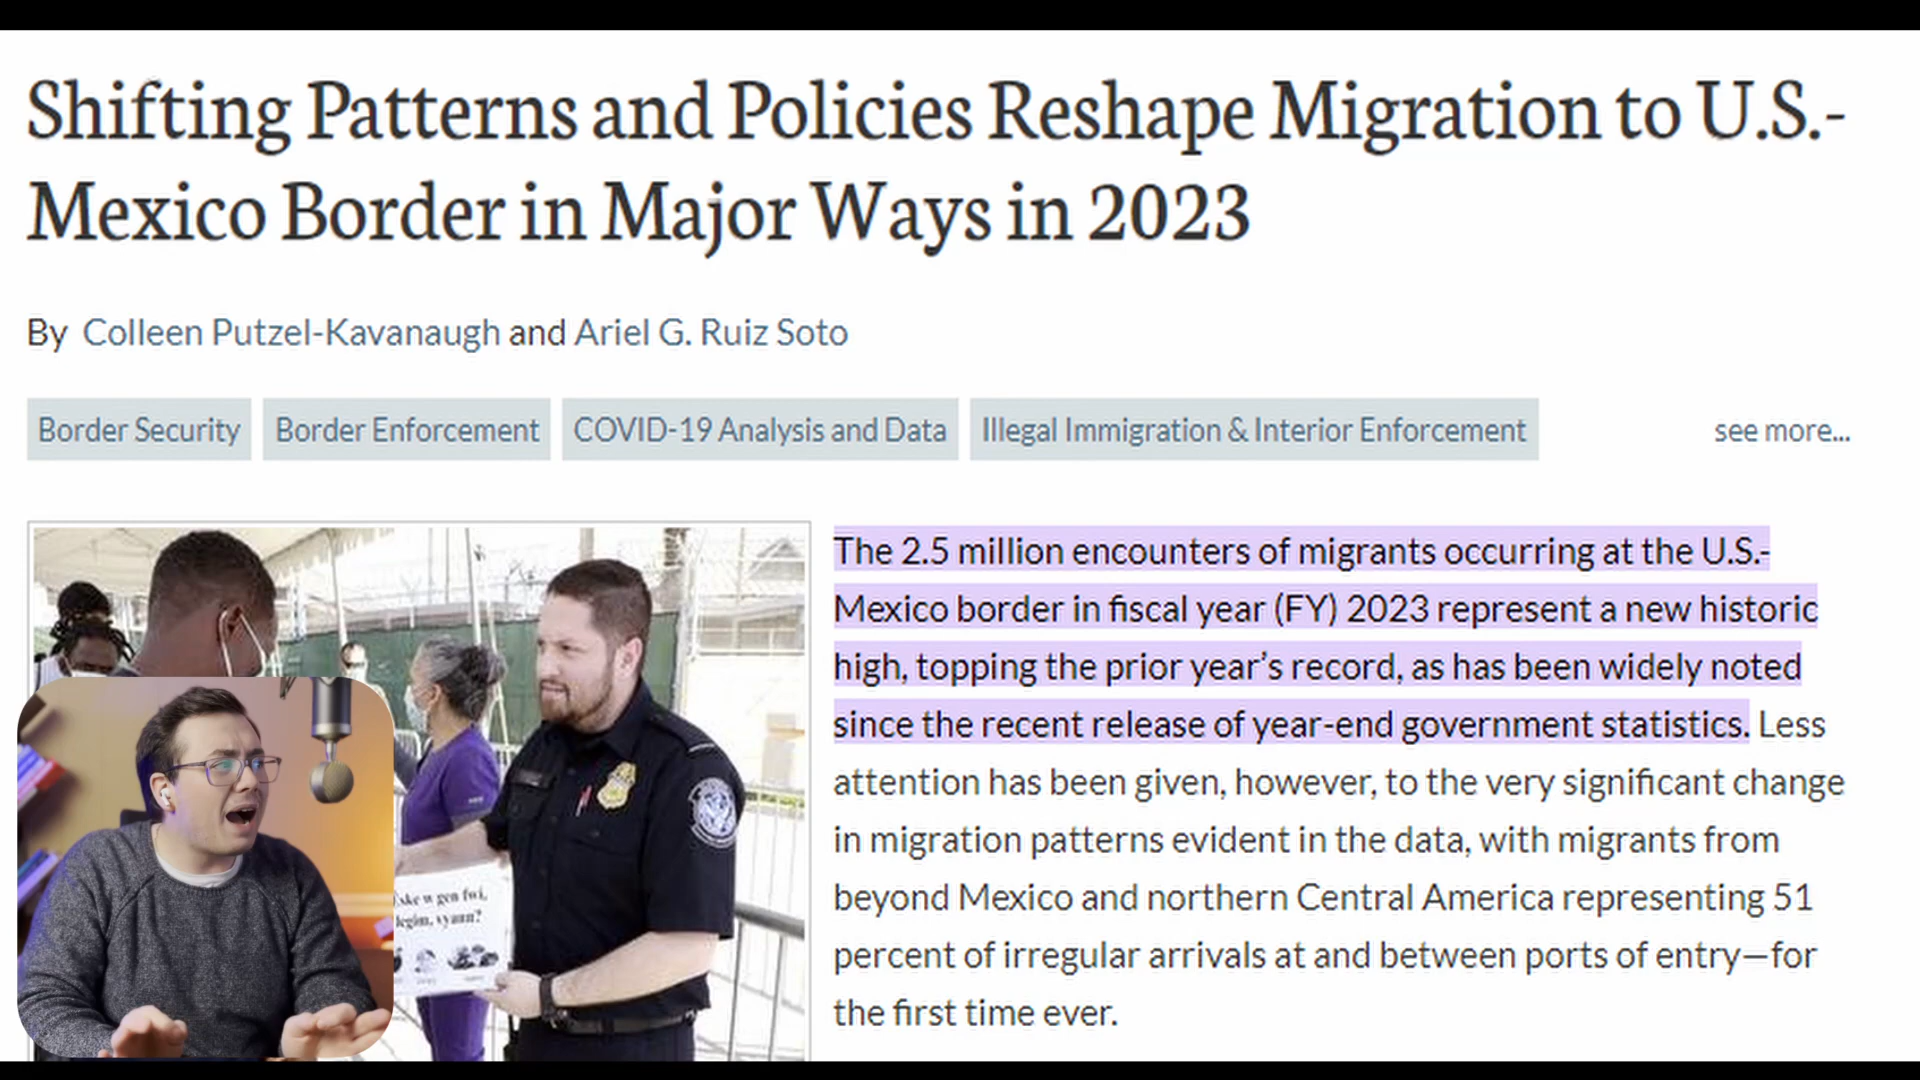 Shifting Patterns and Policies Reshape Migration to U.S.-
Mexico Border in Major Ways in 2023
By Colleen Putzel-Kavanaugh and Ariel G. Ruiz Soto
Border Security
Border Enforcement
COVID-19 Analysis and Data
Illegal Immigration & Interior Enforcement
see more...
The 2.5 million encounters of migrants occurring at the U.S.-
Mexico border in fiscal year (FY) 2023 represent a new historic
high, topping the prior year’s record, as has been widely noted
since the recent release of year-end government statistics. Less
attention has been given, however, to the very significant change
in migration patterns evident in the data, with migrants from
beyond Mexico and northern Central America representing 51
percent of irregular arrivals at and between ports of entry—for
the first time ever.
w gen